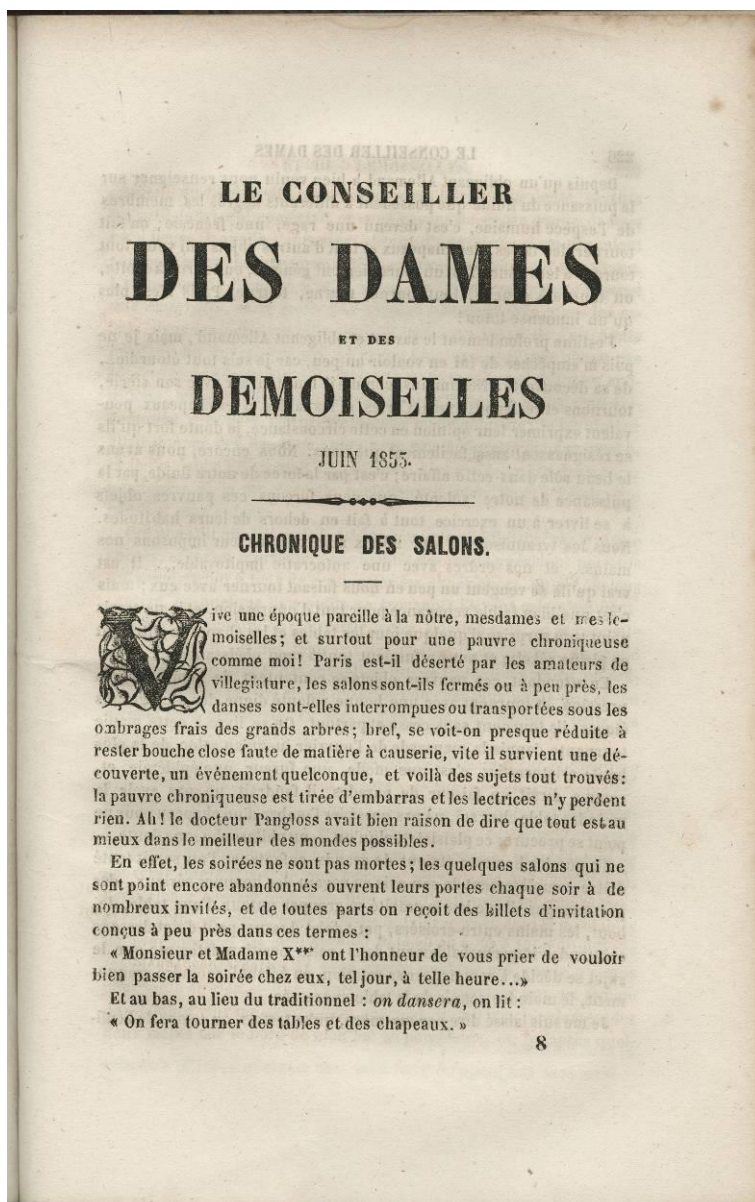 LE CONSEILLER
DES DAMES
ET DES
DEMOISELLES
JUIN 1853.
CHRONIQUE DES SALONS.
Vive une époque pareille à la nôtre, mesdames et mesde-
moiselles; et surtout pour une pauvre chroniqueuse
comme moi! Paris est-il déserté par les amateurs de
villegiature, les salons sont-ils fermés ou à peu près, les
danses sont-elles interrompues ou transportées sous les
ombrages frais des grands arbres; bref, se voit-on presque réduite à
rester bouche close faute de matière à causerie, vite il survient une dé-
couverte, un événement quelconque, et voilà des sujets tout trouvés:
la pauvre chroniqueuse est tirée d'embarras et les lectrices n'y perdent
rien. Ah! le docteur Pangloss avait bien raison de dire que tout est au
mieux dans le meilleur des mondes possibles.
En effet, les soirées ne sont pas mortes; les quelques salons qui ne
sont point encore abandonnés ouvrent leurs portes chaque soir à de
nombreux invités, et de toutes parts on reçoit des billets d'invitation
conçus à peu près dans ces termes :
« Monsieur et Madame X*** ont l'honneur de vous prier de vouloir
bien passer la soirée chez eux, tel jour, à telle heure...»
Et au bas, au lieu du traditionnel : on dansera, on lit :
« On fera tourner des tables et des chapeaux. »
8